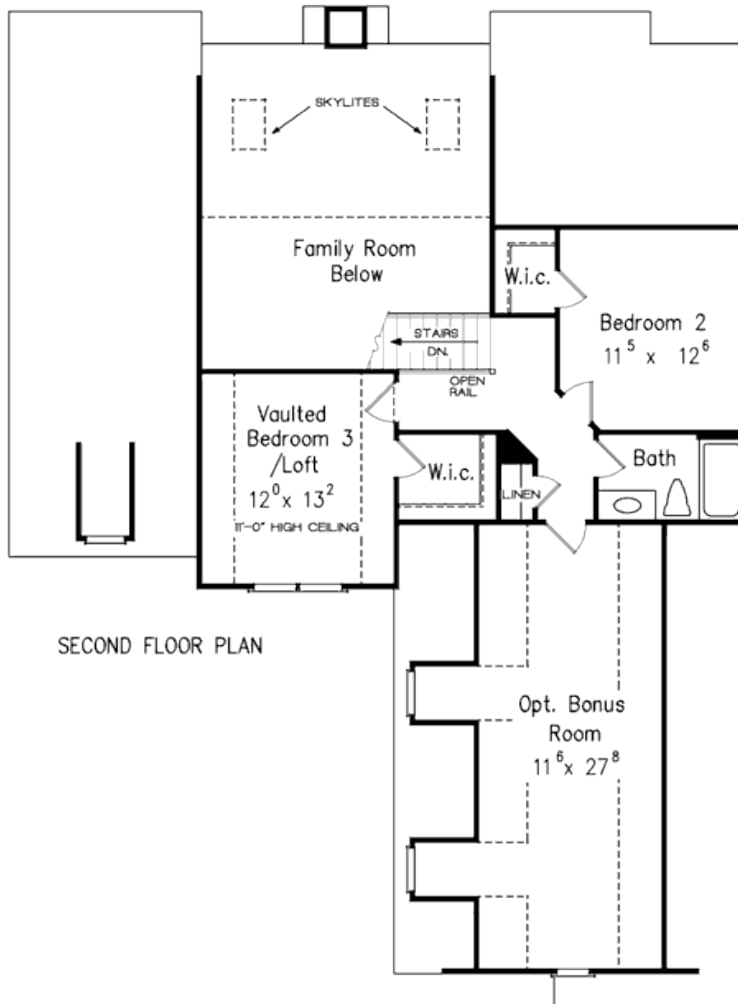 SKYLITES
Family Room
Below
W.i.c.
Bedroom 2
11⁵ x 12⁶
STAIRS
DN.
OPEN
RAIL
Vaulted
Bedroom 3
/Loft
12⁰ x 13²
11'-0" HIGH CEILING
W.i.c.
LINEN
Bath
SECOND FLOOR PLAN
Opt. Bonus
Room
11⁶ x 27⁸